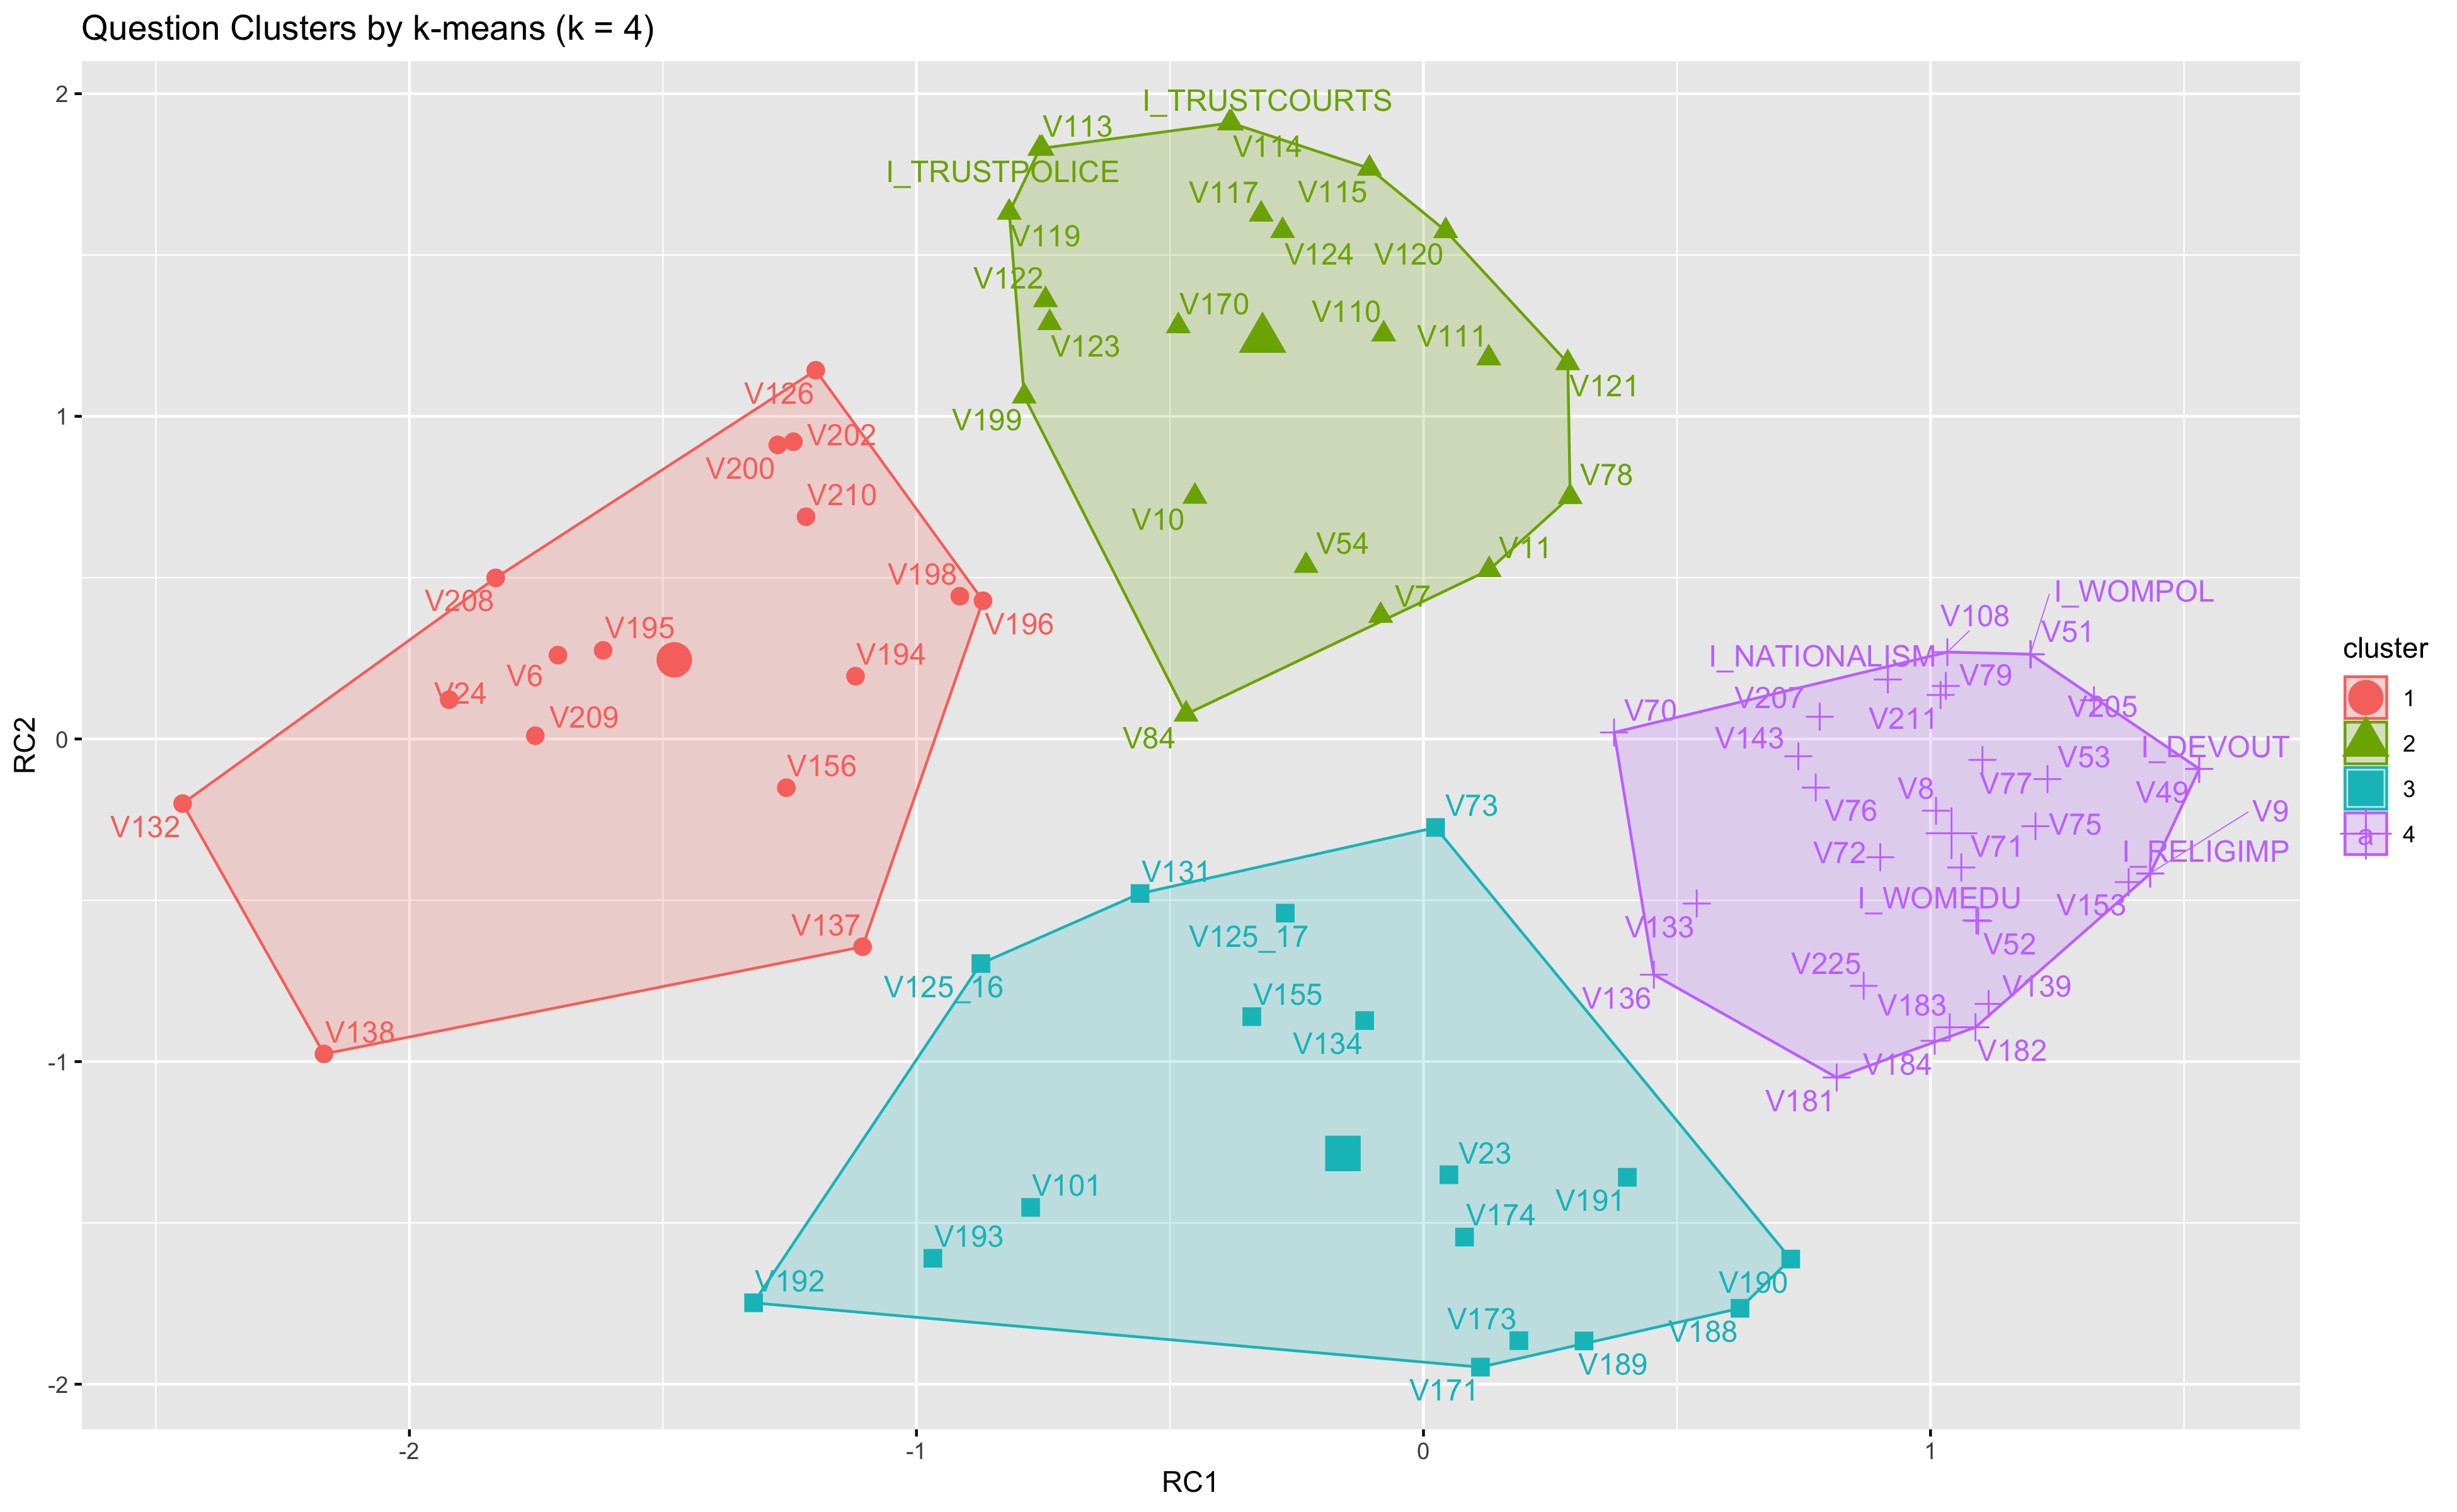 Question Clusters by k-means (k = 4)
I_TRUSTCOURTS
V113
V114
I_TRUSTPOLICE
V117
V115
V119
V124
V120
V122
V170
V110
V111
V123
V121
V126
V199
V202
V200
V78
V210
V10
V54
V11
V198
V7
V208
V196
V195
V194
V6
V24
V209
V84
V156
V132
V137
V138
I_WOMPOL
V108
V51
I_NATIONALISM
V79
V207
V70
V211
V205
V143
I_DEVOUT
V53
V77
V8
V49
V76
V9
V75
V71
V72
I_RELIGIMP
I_WOMEDU
V153
V133
V52
V225
V139
V136
V183
V182
V184
V181
V73
V131
V125_17
V125_16
V155
V134
V23
V101
V191
V174
V193
V192
V190
V173
V188
V189
V171
2
1
0
-1
-2
RC2
-2
-1
0
1
RC1
cluster
1
2
3
a
4